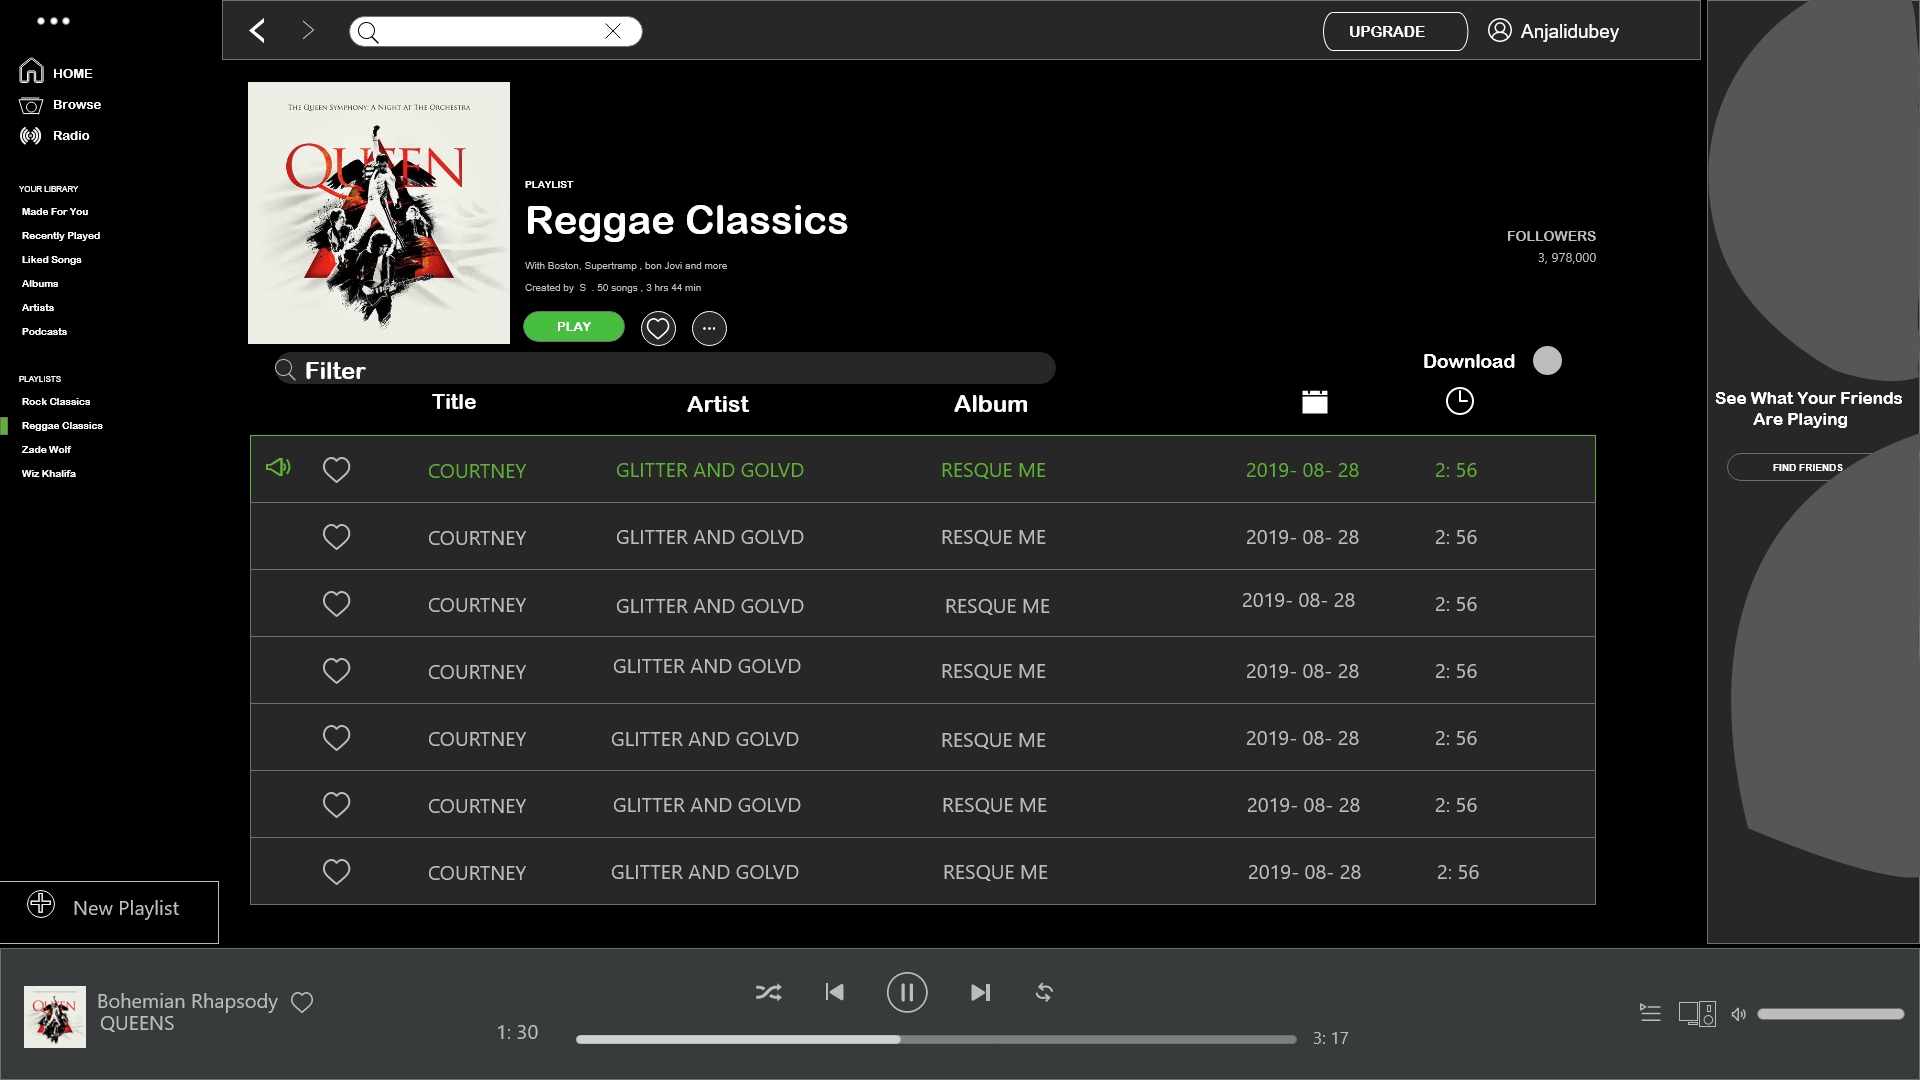 UPGRADE
Anjalidubey
HOME
Browse
Radio
YOUR LIBRARY
Made For You
Recently Played
Liked Songs
Albums
Artists
Podcasts
PLAYLISTS
Rock Classics
Reggae Classics
Zade Wolf
Wiz Khalifa
New Playlist
THE QUEEN SYMPHONY: A NIGHT AT THE ORCHESTRA
QUEEN
PLAYLIST
Reggae Classics
With Boston, Supertramp , bon Jovi and more
Created by S . 50 songs , 3 hrs 44 min
PLAY
FOLLOWERS
3, 978,000
Filter
Download
Title Artist Album
COURTNEY GLITTER AND GOLVD RESQUE ME 2019- 08- 28 2: 56
COURTNEY GLITTER AND GOLVD RESQUE ME 2019- 08- 28 2: 56
COURTNEY GLITTER AND GOLVD RESQUE ME 2019- 08- 28 2: 56
COURTNEY GLITTER AND GOLVD RESQUE ME 2019- 08- 28 2: 56
COURTNEY GLITTER AND GOLVD RESQUE ME 2019- 08- 28 2: 56
COURTNEY GLITTER AND GOLVD RESQUE ME 2019- 08- 28 2: 56
COURTNEY GLITTER AND GOLVD RESQUE ME 2019- 08- 28 2: 56
See What Your Friends
Are Playing
FIND FRIENDS
QUEEN
Bohemian Rhapsody
QUEENS
1: 30
3: 17